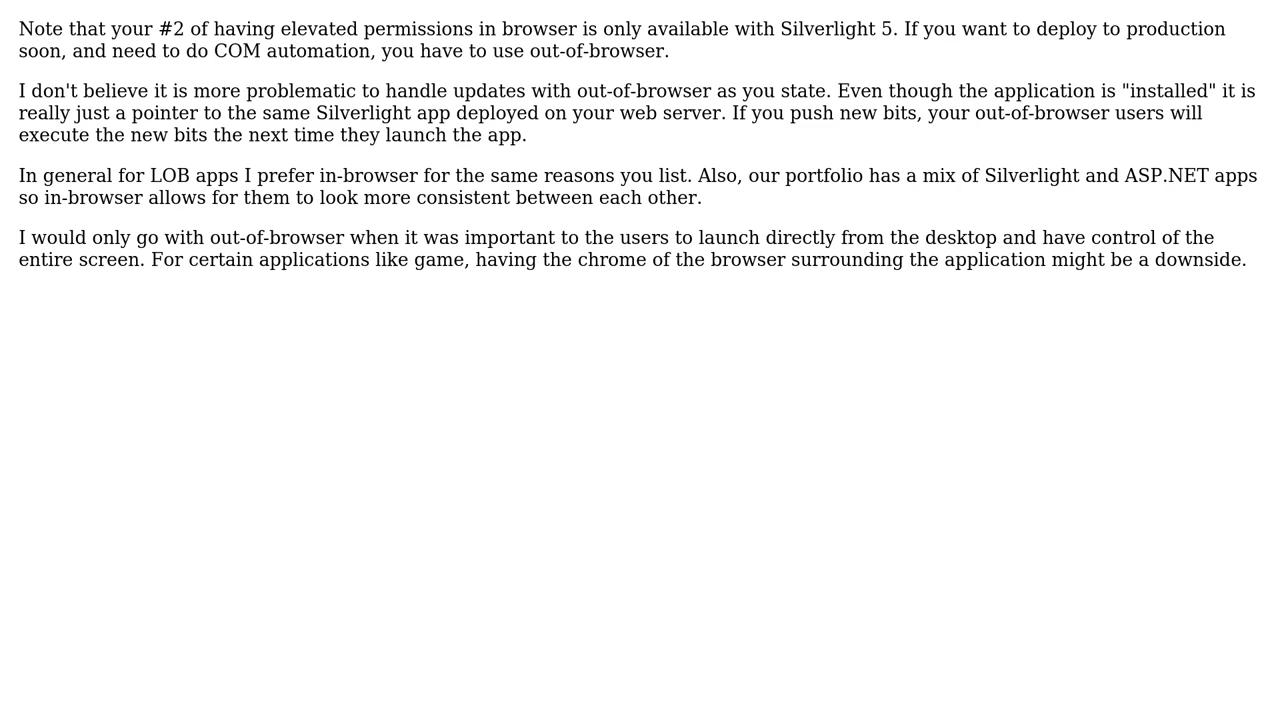 Note that your #2 of having elevated permissions in browser is only available with Silverlight 5. If you want to deploy to production
soon, and need to do COM automation, you have to use out-of-browser.
I don't believe it is more problematic to handle updates with out-of-browser as you state. Even though the application is "installed" it is
really just a pointer to the same Silverlight app deployed on your web server. If you push new bits, your out-of-browser users will
execute the new bits the next time they launch the app.
In general for LOB apps I prefer in-browser for the same reasons you list. Also, our portfolio has a mix of Silverlight and ASP.NET apps
so in-browser allows for them to look more consistent between each other.
I would only go with out-of-browser when it was important to the users to launch directly from the desktop and have control of the
entire screen. For certain applications like game, having the chrome of the browser surrounding the application might be a downside.